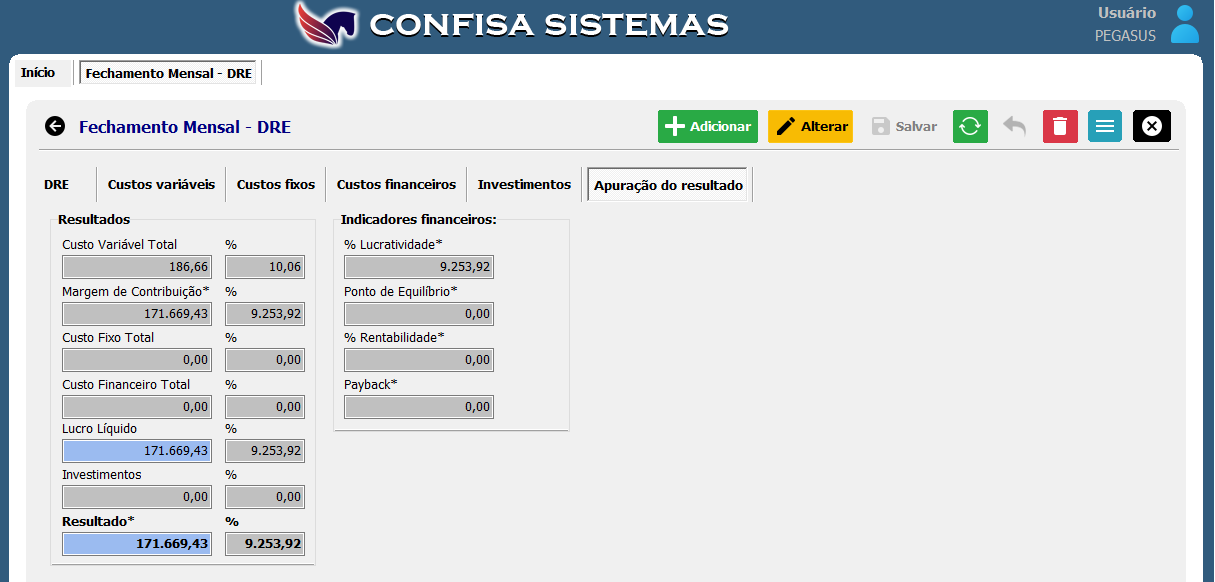 CONFISA SISTEMAS
Usuário
PEGASUS
Início
Fechamento Mensal - DRE
Fechamento Mensal - DRE
Adicionar
Alterar
Salvar
DRE
Custos variáveis
Custos fixos
Custos financeiros
Investimentos
Apuração do resultado
Resultados
Custo Variável Total %
186,66 10,06
Margem de Contribuição* %
171.669,43 9.253,92
Custo Fixo Total %
0,00 0,00
Custo Financeiro Total %
0,00 0,00
Lucro Líquido %
171.669,43 9.253,92
Investimentos %
0,00 0,00
Resultado* %
171.669,43 9.253,92
Indicadores financeiros:
% Lucratividade*
9.253,92
Ponto de Equilíbrio*
0,00
% Rentabilidade*
0,00
Payback*
0,00